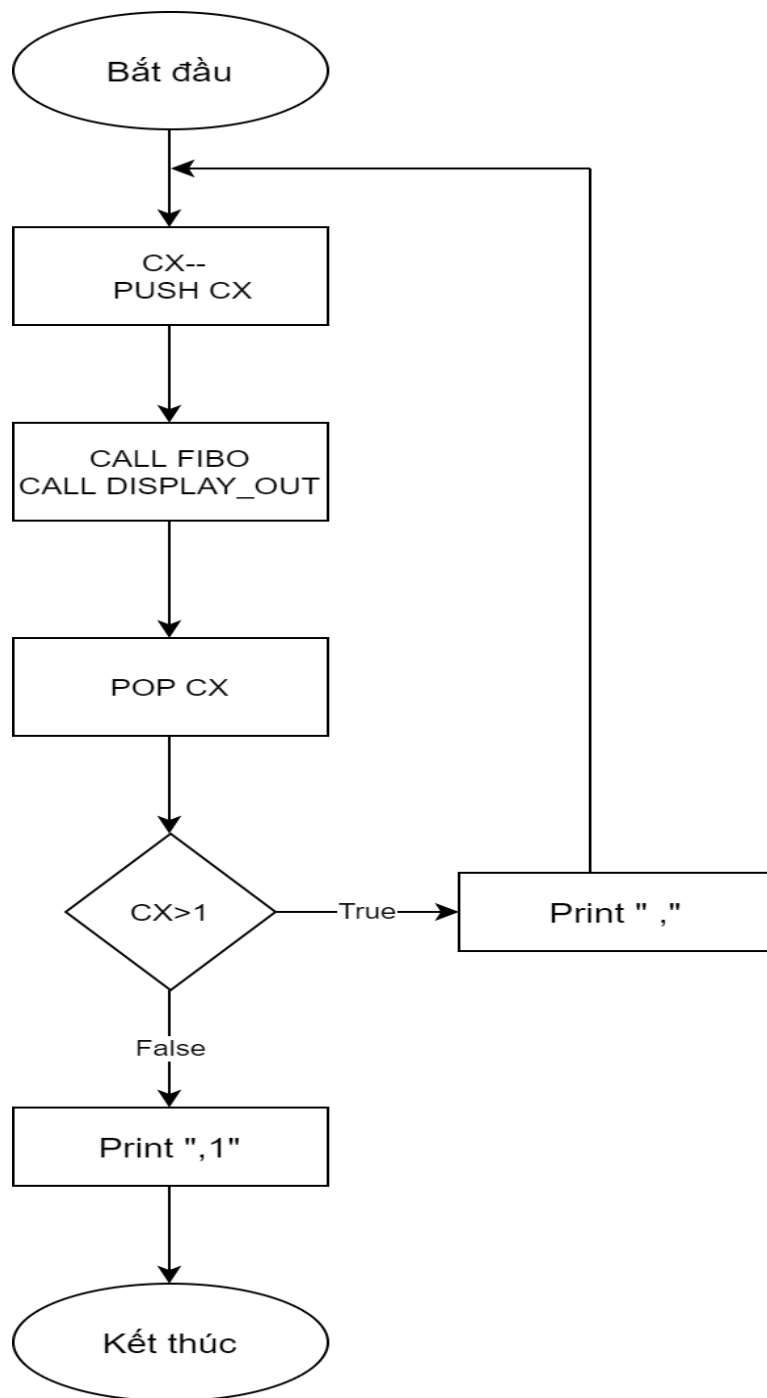 Bắt đầu
CX--
PUSH CX
CALL FIBO
CALL DISPLAY_OUT
POP CX
CX>1
True
Print " ,"
False
Print ",1"
Kết thúc